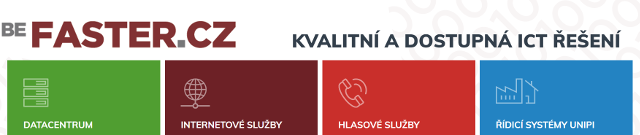 BE FASTER.CZ
KVALITNÍ A DOSTUPNÁ ICT ŘEŠENÍ
DATACENTRUM
INTERNETOVÉ SLUŽBY
HLASOVÉ SLUŽBY
ŘÍDICÍ SYSTÉMY UNIPI